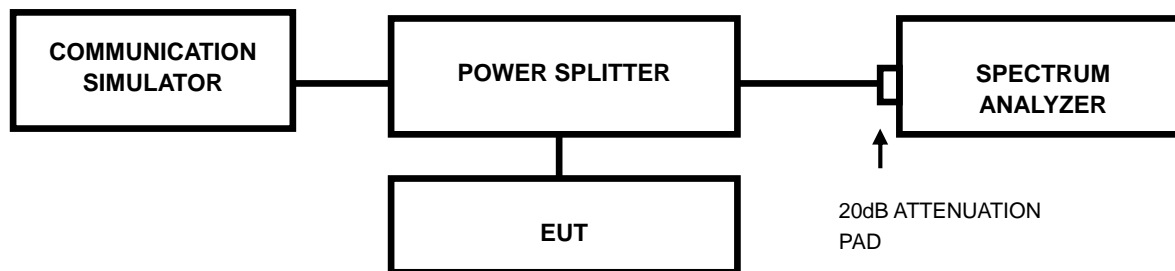 COMMUNICATION
SIMULATOR
POWER SPLITTER
SPECTRUM
ANALYZER
EUT
20dB ATTENUATION
PAD